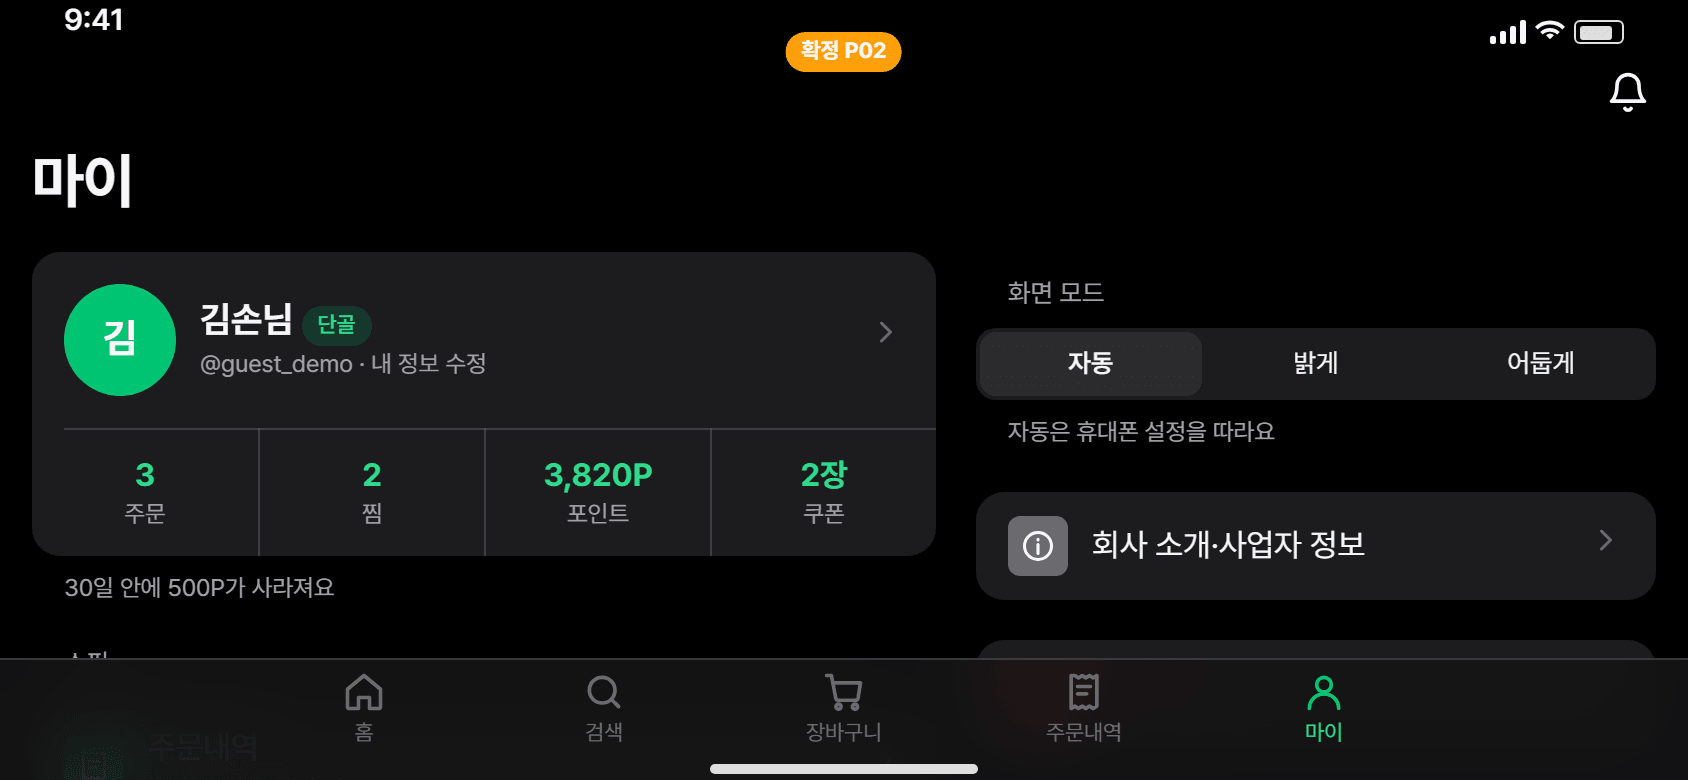 9:41
확정 P02
마이
김
김손님 단골
@guest_demo · 내 정보 수정
3
주문
2
찜
3,820P
포인트
2장
쿠폰
30일 안에 500P가 사라져요
화면 모드
자동
밝게
어둡게
자동은 휴대폰 설정을 따라요
회사 소개·사업자 정보
주문내역
홈
검색
장바구니
주문내역
마이